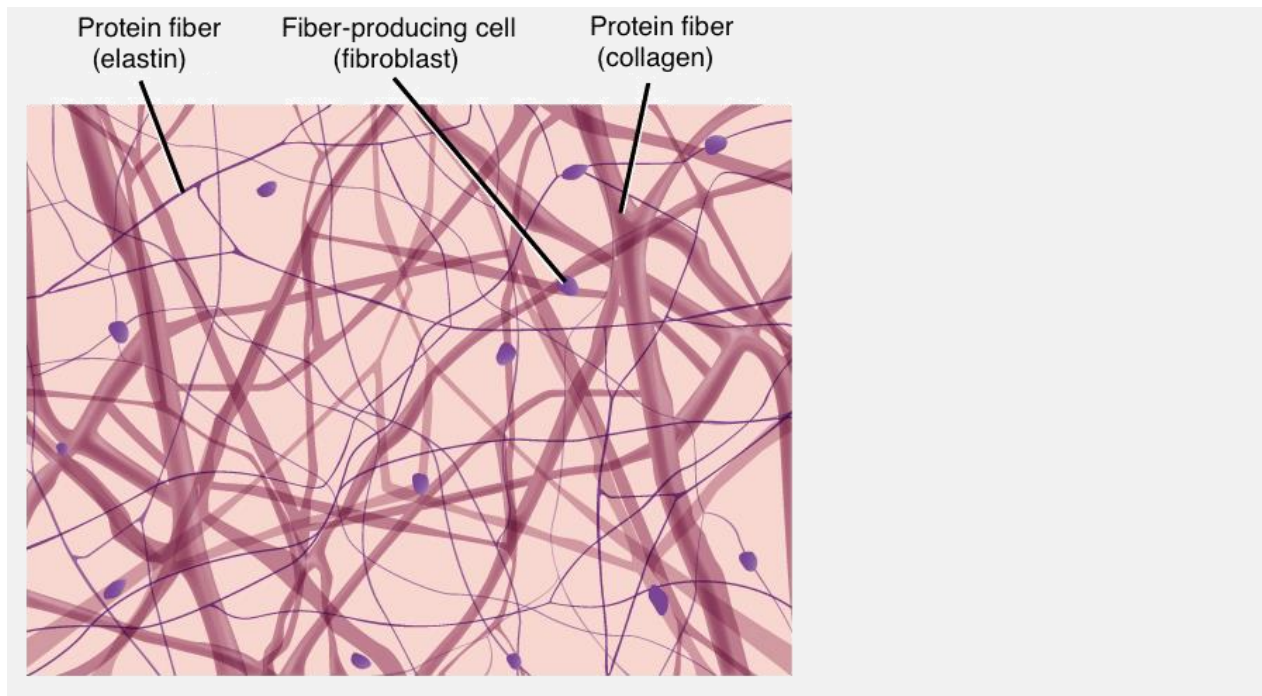 Protein fiber
(elastin)
Fiber-producing cell
(fibroblast)
Protein fiber
(collagen)